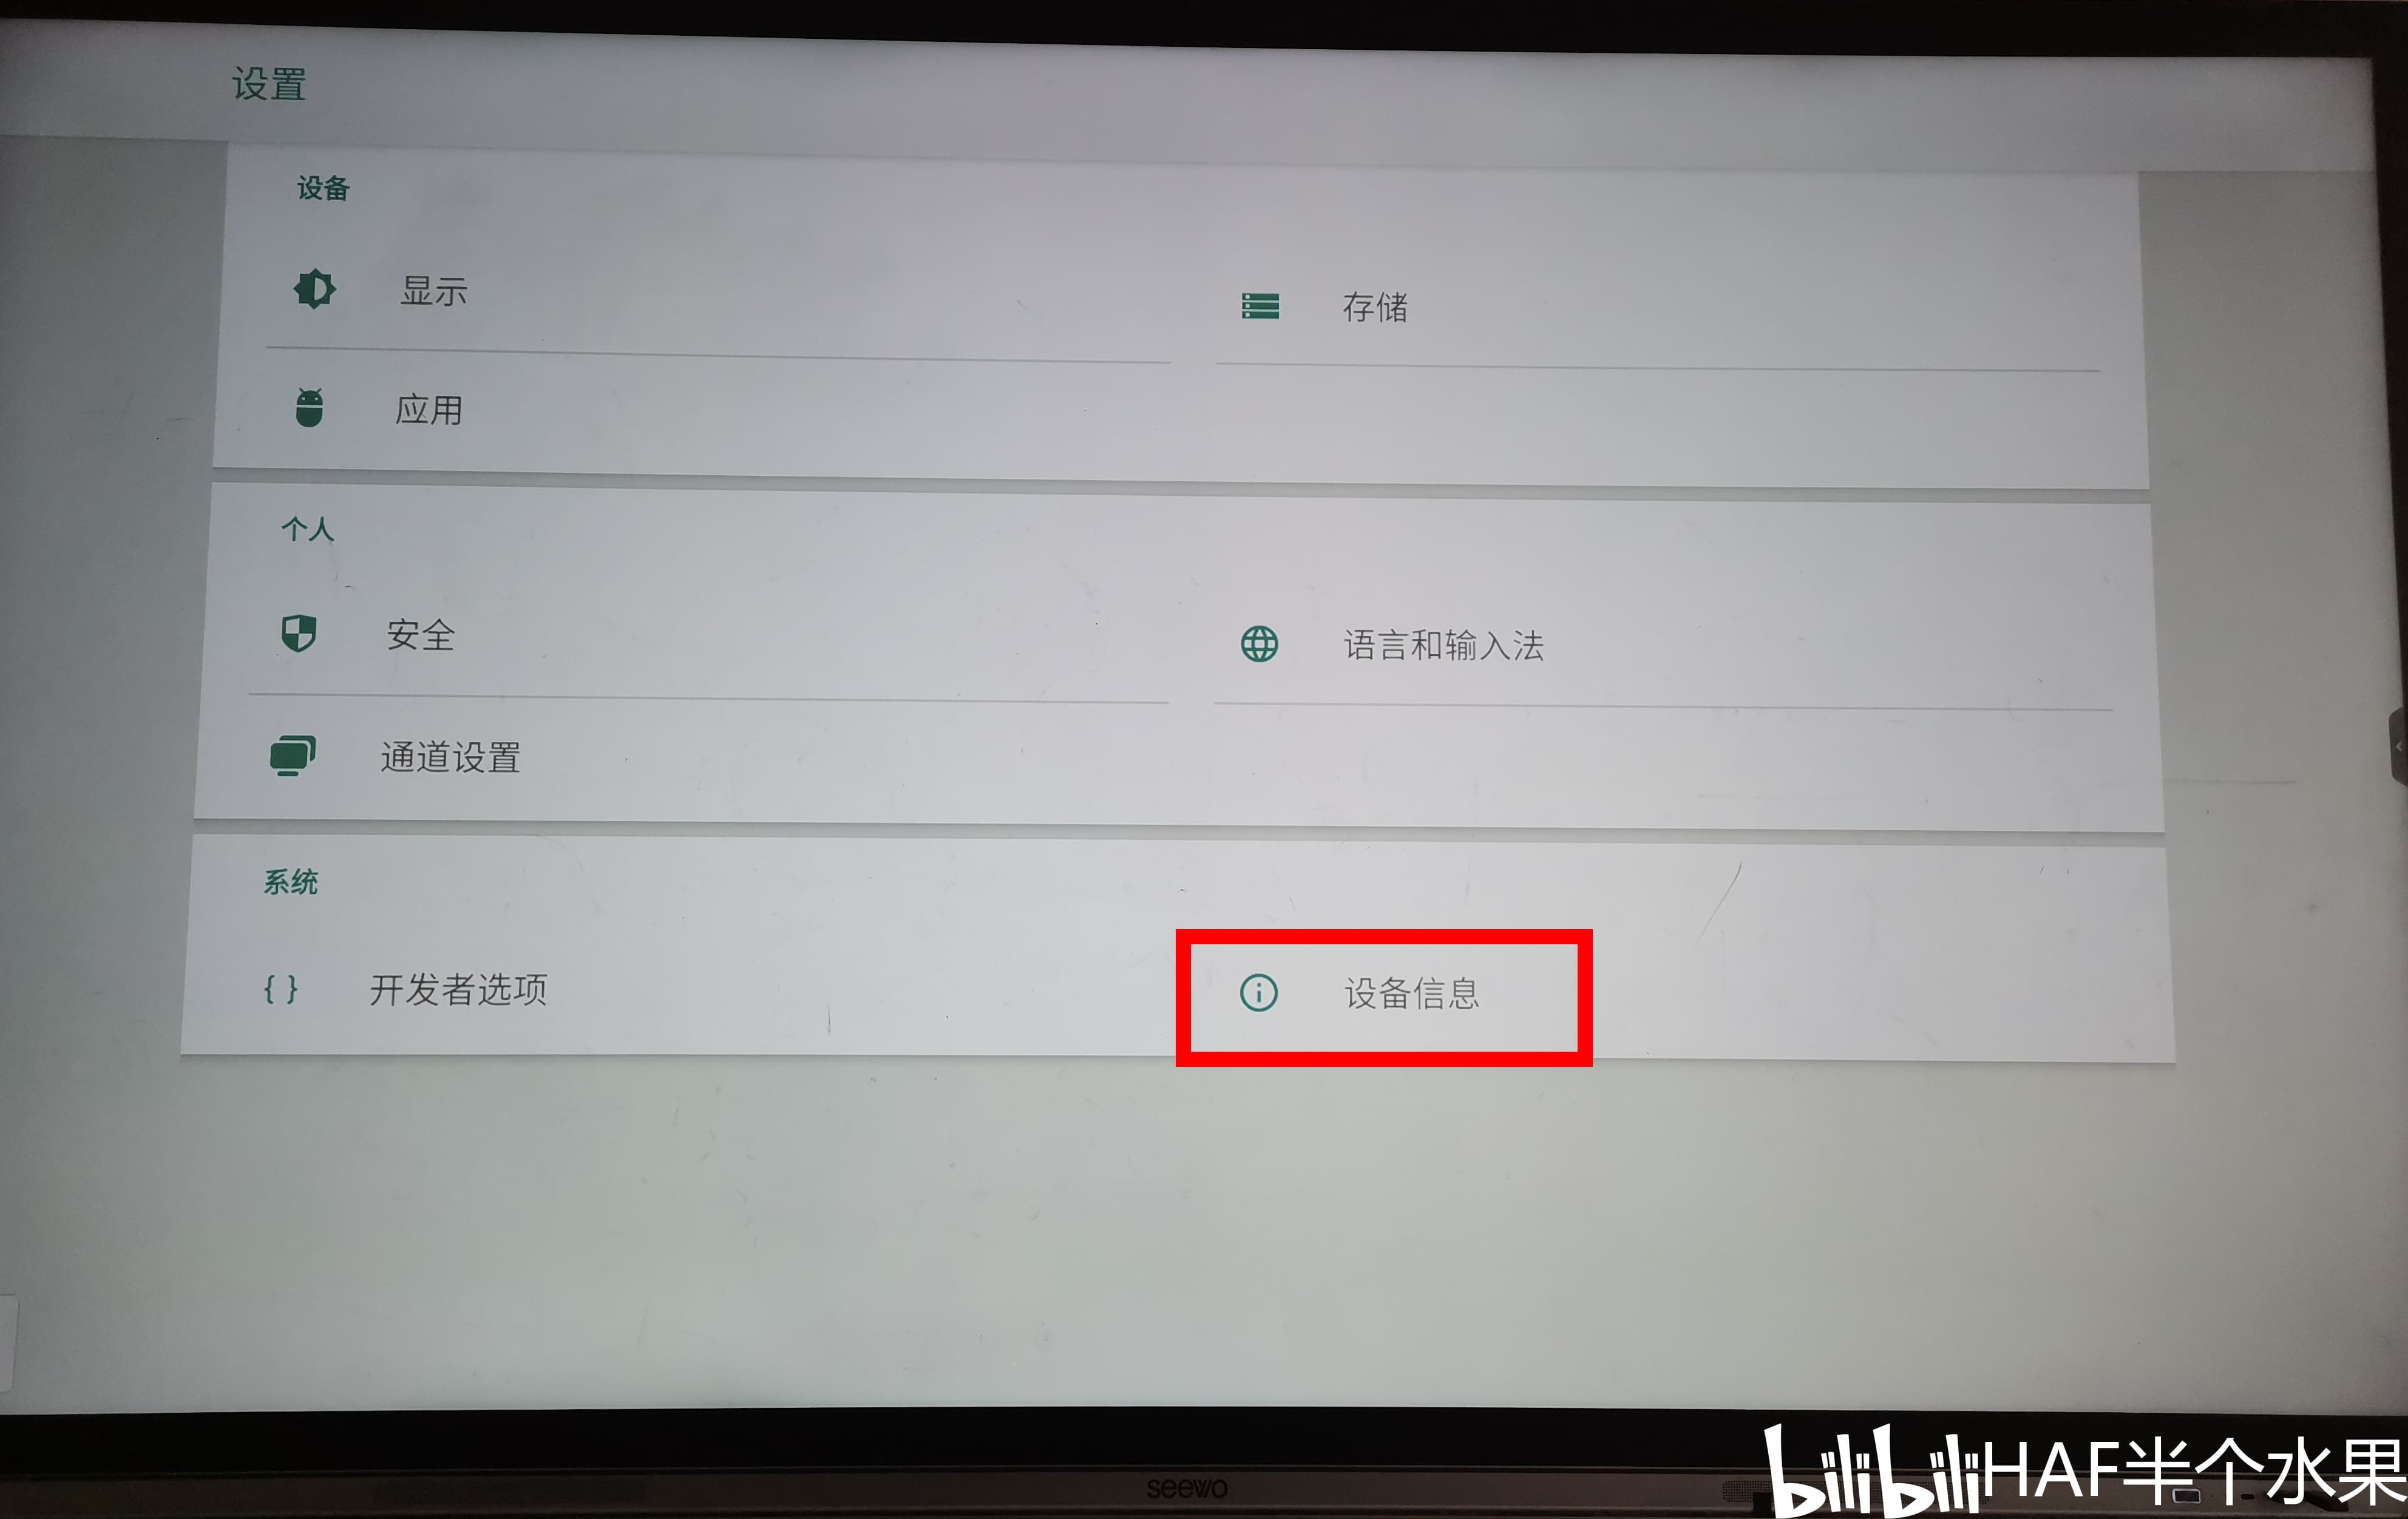 设置
设备
显示
存储
应用
个人
安全
语言和输入法
通道设置
系统
{ } 开发者选项
设备信息
seewo
bilibili HAF半个水果